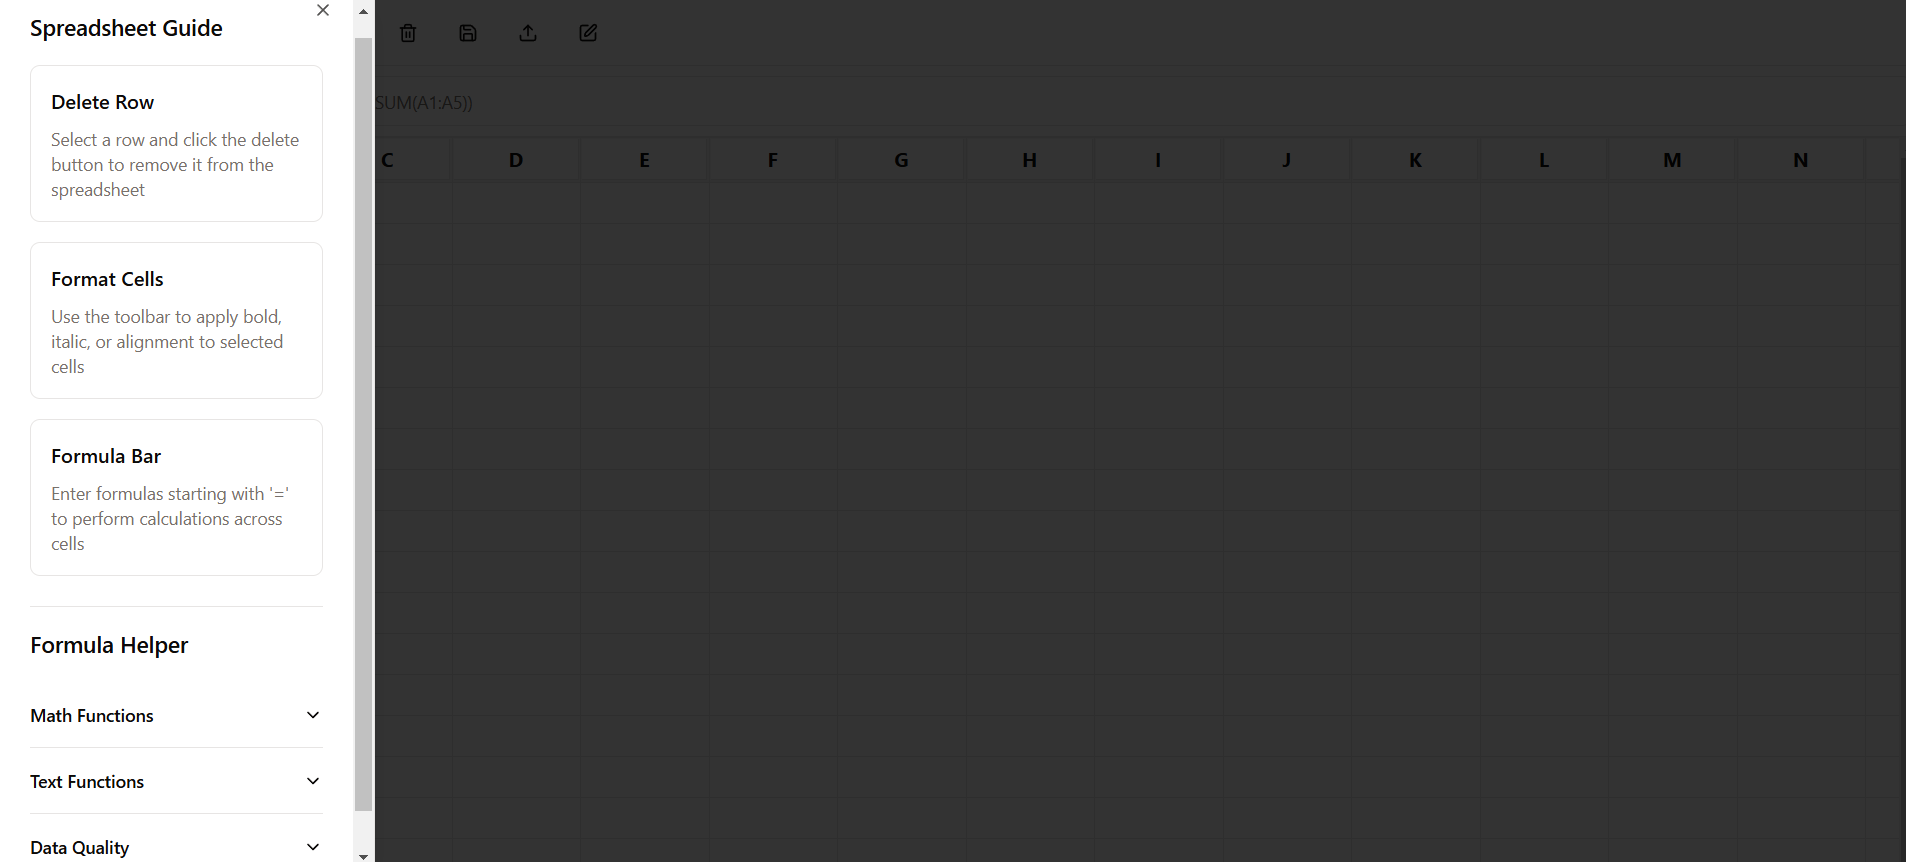 Spreadsheet Guide
Delete Row
Select a row and click the delete
button to remove it from the
spreadsheet
Format Cells
Use the toolbar to apply bold,
italic, or alignment to selected
cells
Formula Bar
Enter formulas starting with '='
to perform calculations across
cells
Formula Helper
Math Functions
Text Functions
Data Quality
SUM(A1:A5))
C D E F G H I J K L M N